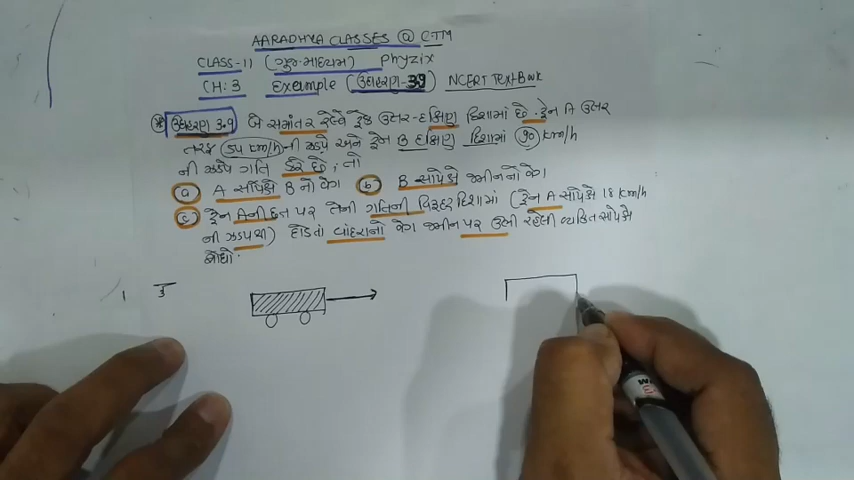 AARADHYA CLASSES @ CTM
CLASS-11 (ગુજ.માધ્યમ) Phyzix
CH: 3 Example (ઉદાહરણ-3.9) NCERT TextBook
* ઉદાહરણ 3.9 બે સમાંતર રેલ્વે ટ્રેક ઉત્તર-દક્ષિણ દિશામાં છે. ટ્રેન A ઉત્તર
તરફ 54 km/h ની ઝડપે અને ટ્રેન B દક્ષિણ દિશામાં 90 km/h
ની ઝડપે ગતિ કરે છે, તો
a A સાપેક્ષે B નો વેગ b B સાપેક્ષે જમીનનો વેગ
c ટ્રેન Aની છત પર તેની ગતિની વિરૂદ્ધ દિશામાં (ટ્રેન A સાપેક્ષે 18 km/h
ની ઝડપથી) દોડતાં વાંદરાનો વેગ જમીન પર ઉભી રહેલી વ્યક્તિ સાપેક્ષે
શોધો.